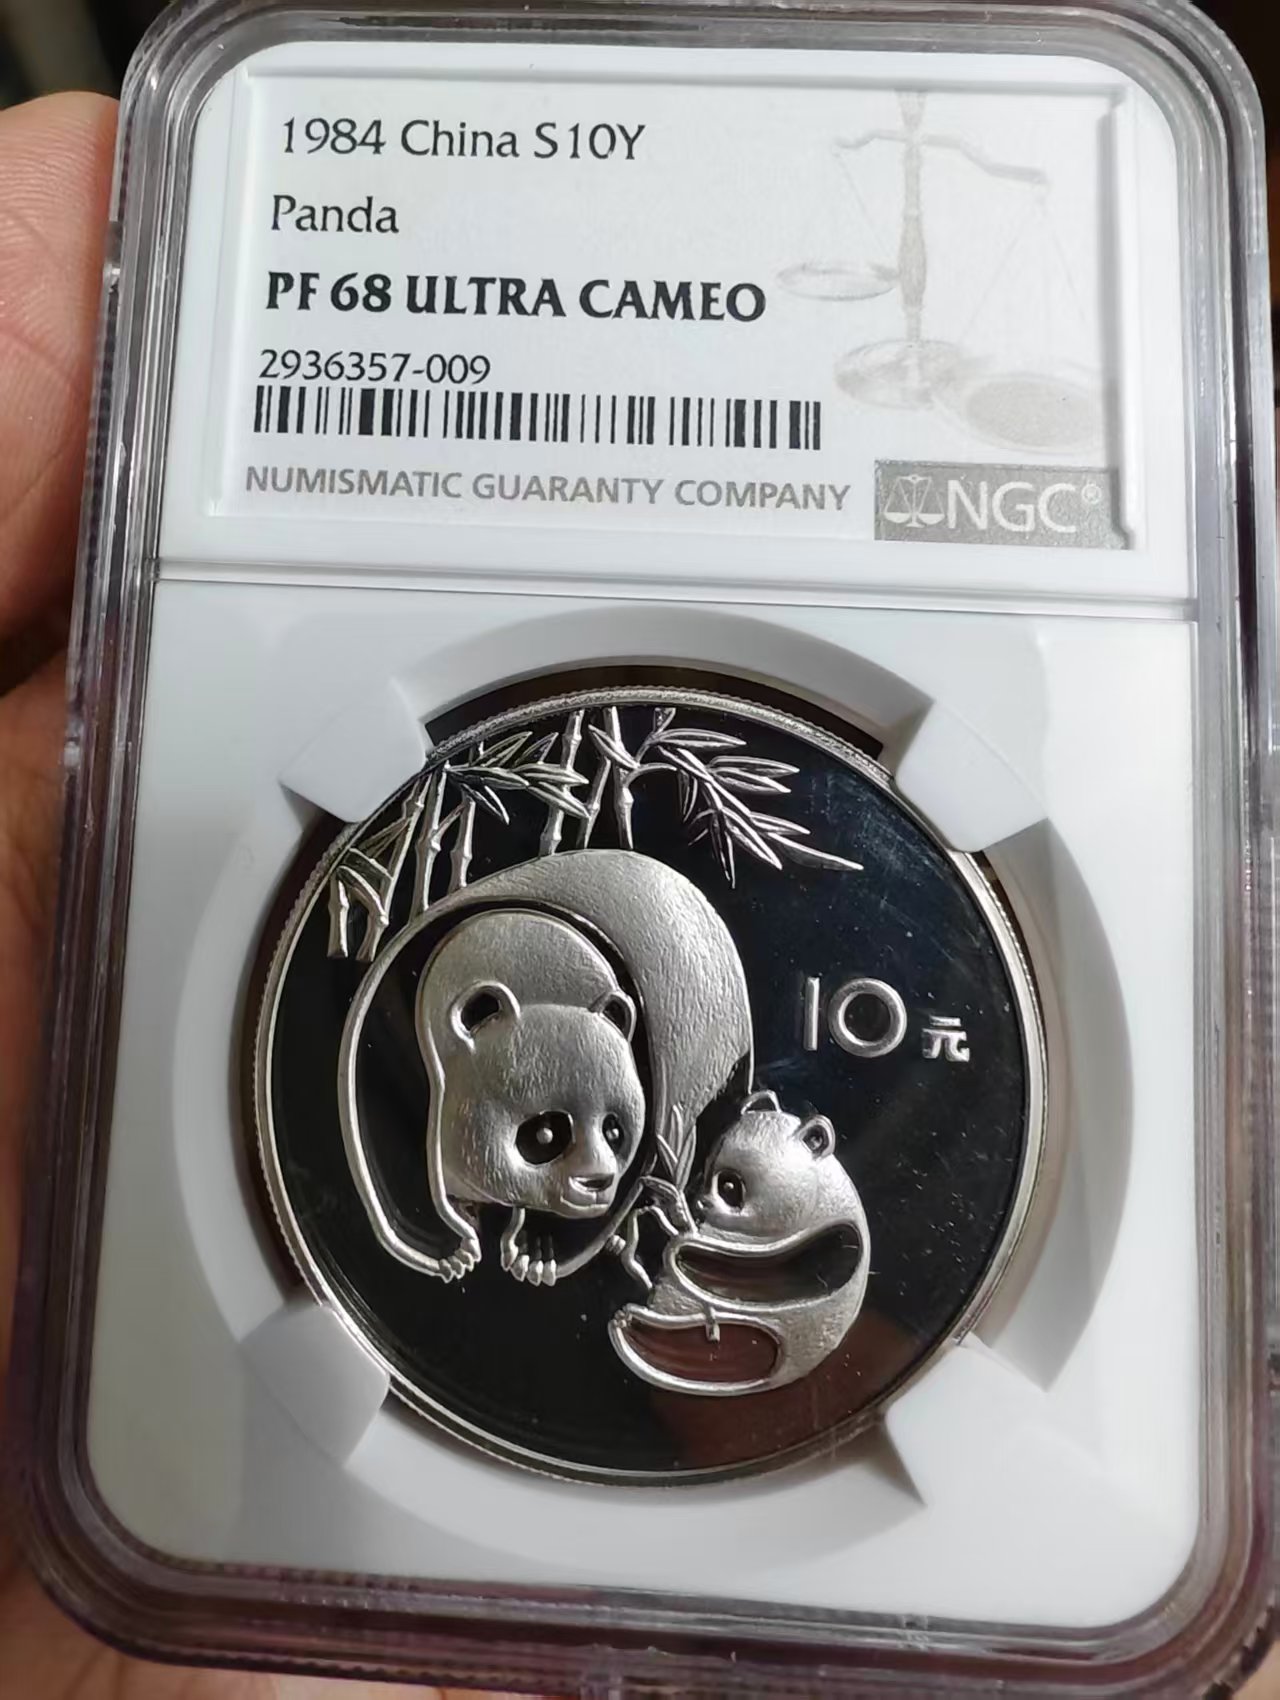 1984 China S10Y
Panda
PF 68 ULTRA CAMEO
2936357-009
NUMISMATIC GUARANTY COMPANY
NGC®
10元